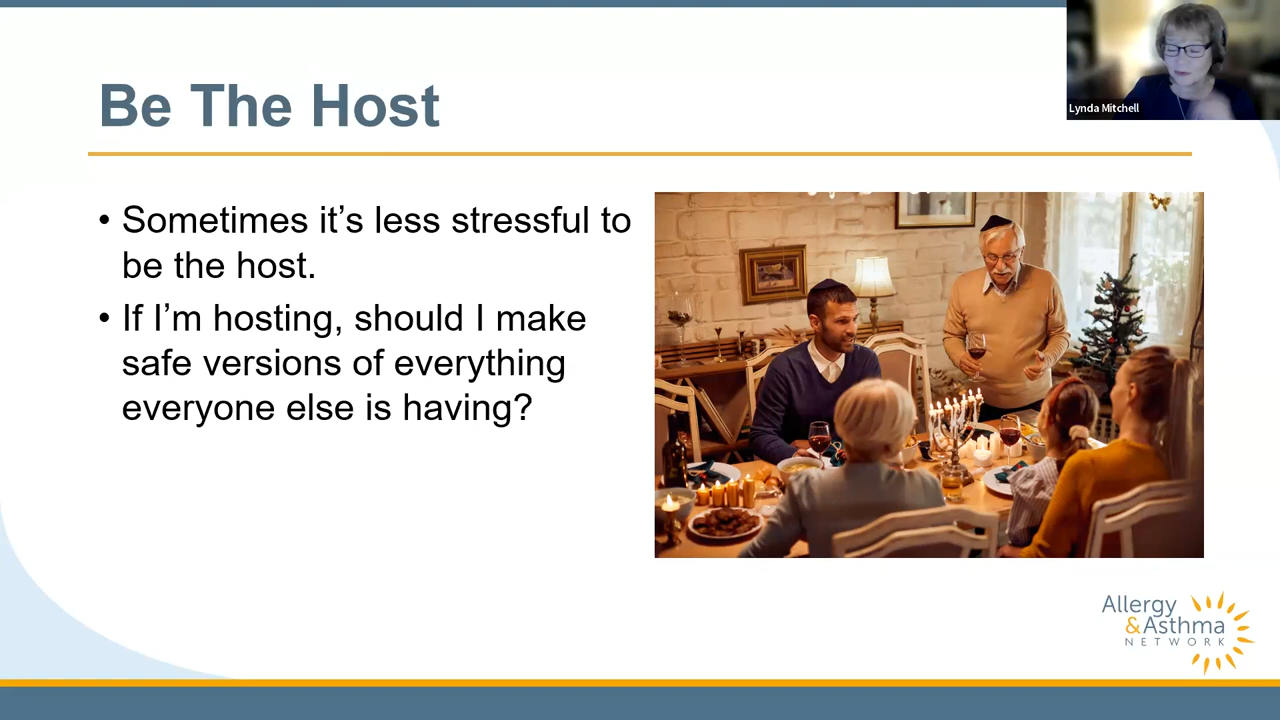 Be The Host
Lynda Mitchell
• Sometimes it’s less stressful to
be the host.
• If I’m hosting, should I make
safe versions of everything
everyone else is having?
Allergy
&Asthma
NETWORK